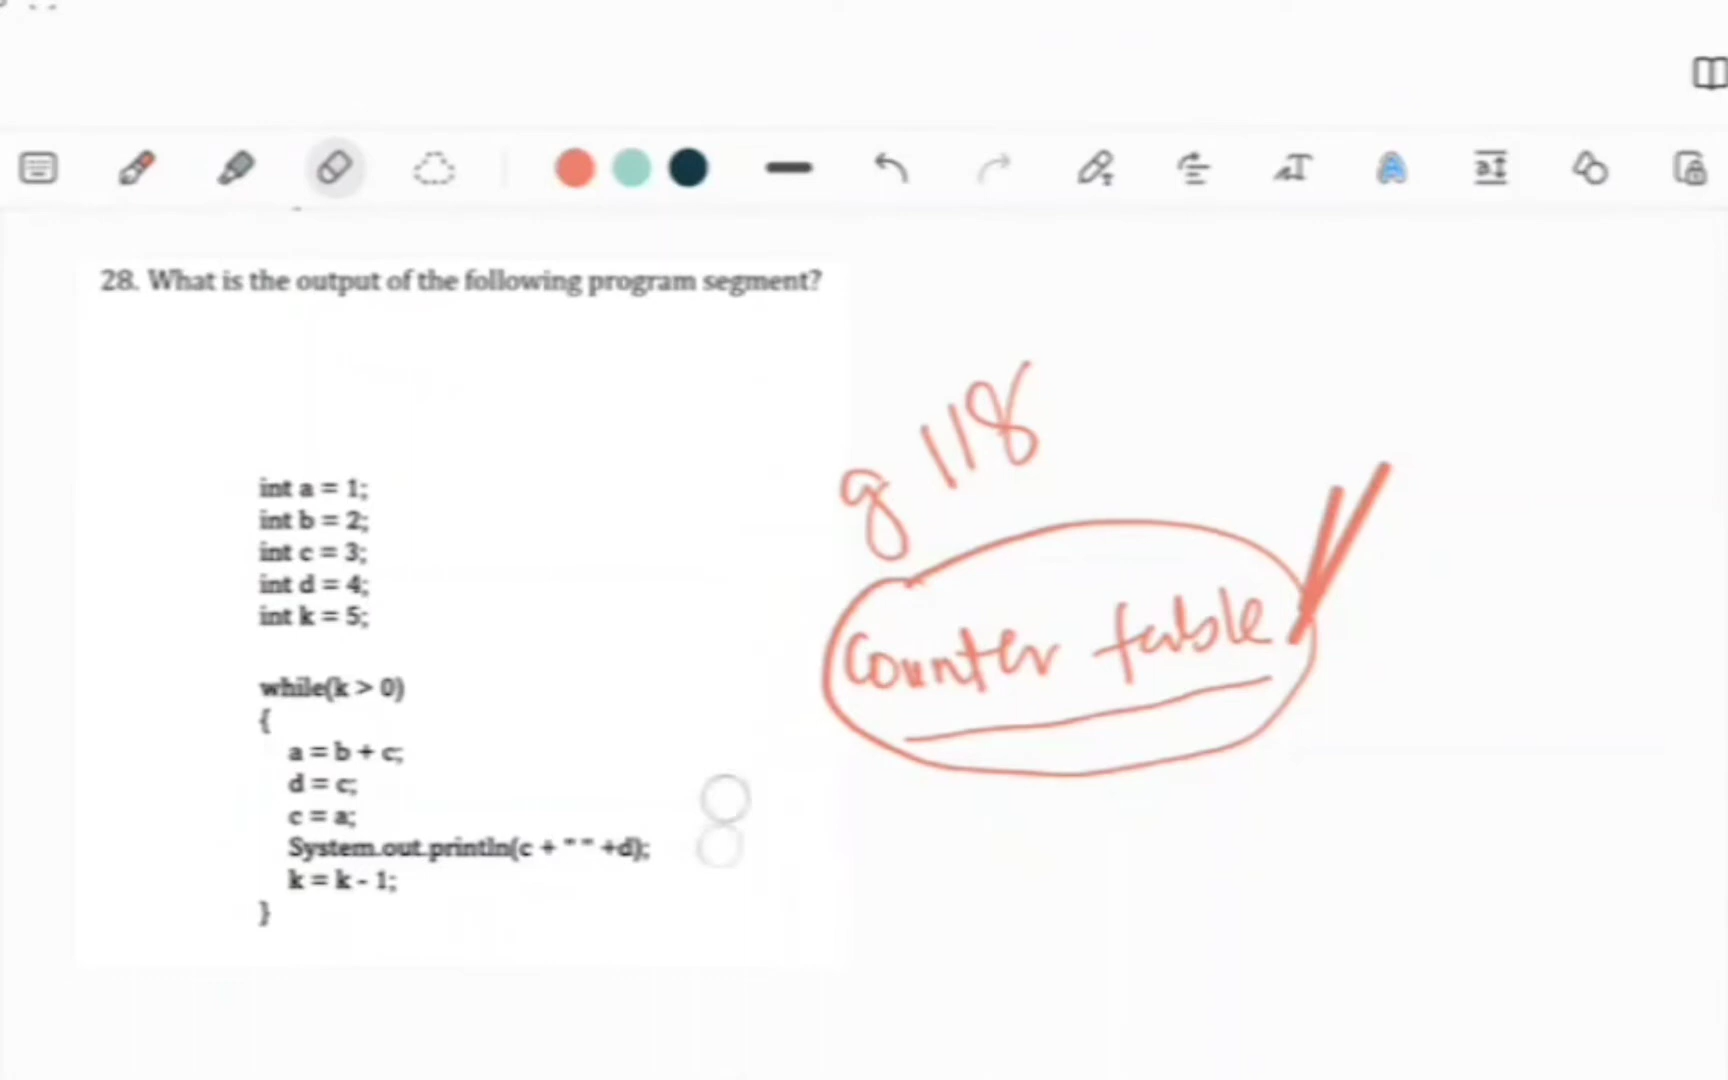 28. What is the output of the following program segment?
int a = 1;
int b = 2;
int c = 3;
int d = 4;
int k = 5;
while(k > 0)
{
a = b + c;
d = c;
c = a;
System.out.println(c + " " +d);
k = k - 1;
}
g 118
Counter table